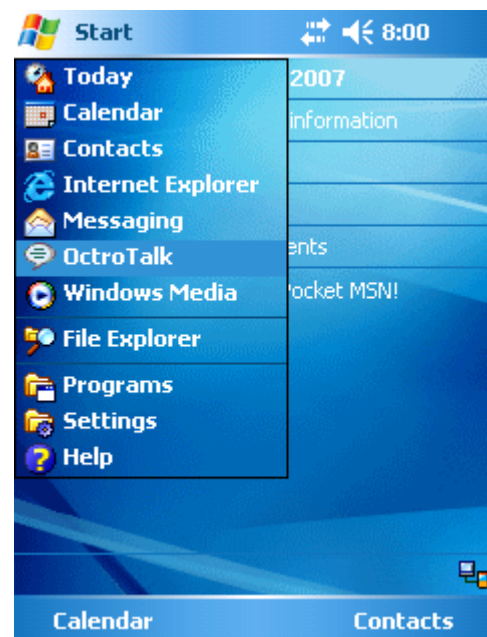 Start 8:00
Today
2007
Calendar
information
Contacts
Internet Explorer
Messaging
OctroTalk
ents
Windows Media
Pocket MSN!
File Explorer
Programs
Settings
Help
Calendar Contacts